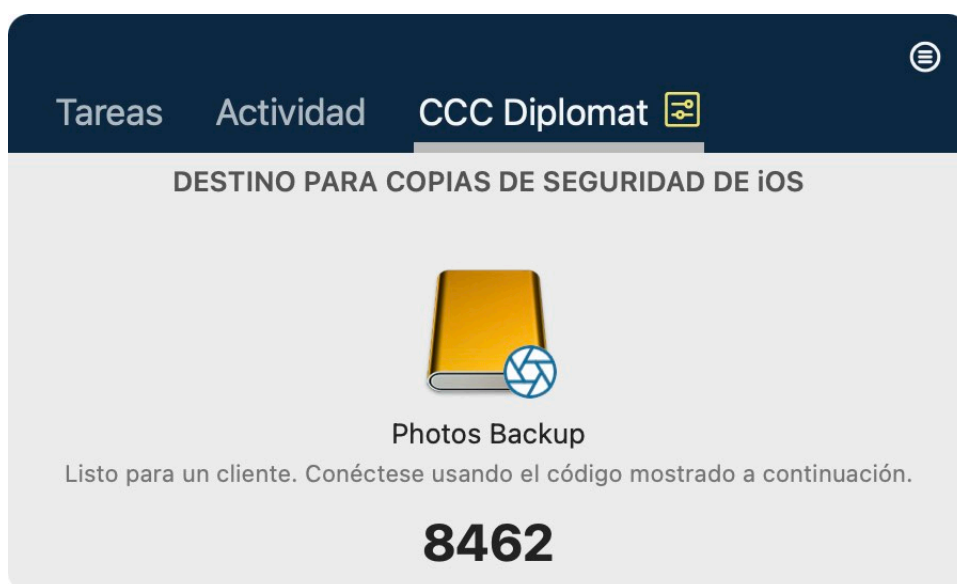 Tareas Actividad CCC Diplomat
DESTINO PARA COPIAS DE SEGURIDAD DE iOS
Photos Backup
Listo para un cliente. Conéctese usando el código mostrado a continuación.
8462